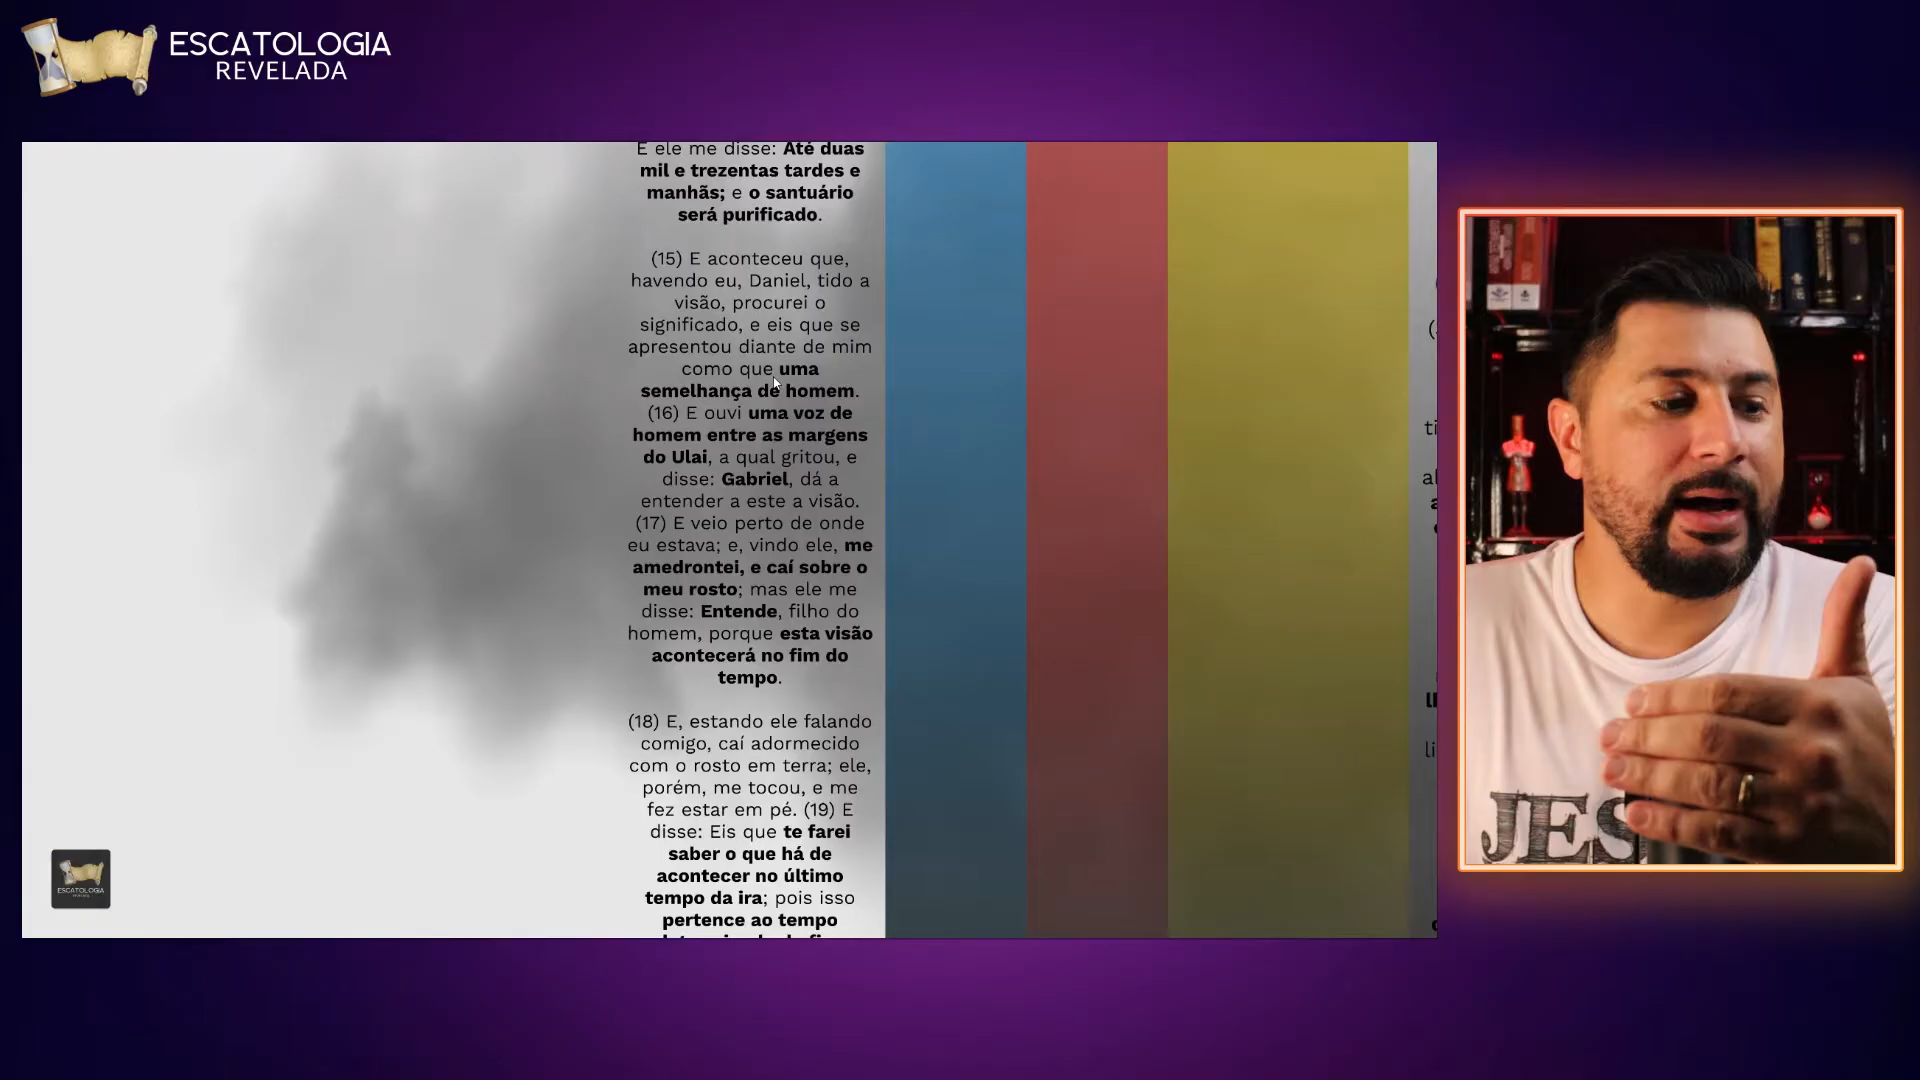 ESCATOLOGIA
REVELADA
E ele me disse: Até duas
mil e trezentas tardes e
manhãs; e o santuário
será purificado.
(15) E aconteceu que,
havendo eu, Daniel, tido a
visão, procurei o
significado, e eis que se
apresentou diante de mim
como que uma
semelhança de homem.
(16) E ouvi uma voz de
homem entre as margens
do Ulai, a qual gritou, e
disse: Gabriel, dá a
entender a este a visão.
(17) E veio perto de onde
eu estava; e, vindo ele, me
amedrontei, e caí sobre o
meu rosto; mas ele me
disse: Entende, filho do
homem, porque esta visão
acontecerá no fim do
tempo.
(18) E, estando ele falando
comigo, caí adormecido
com o rosto em terra; ele,
porém, me tocou, e me
fez estar em pé. (19) E
disse: Eis que te farei
saber o que há de
acontecer no último
tempo da ira; pois isso
pertence ao tempo
ESCATOLOGIA
JES